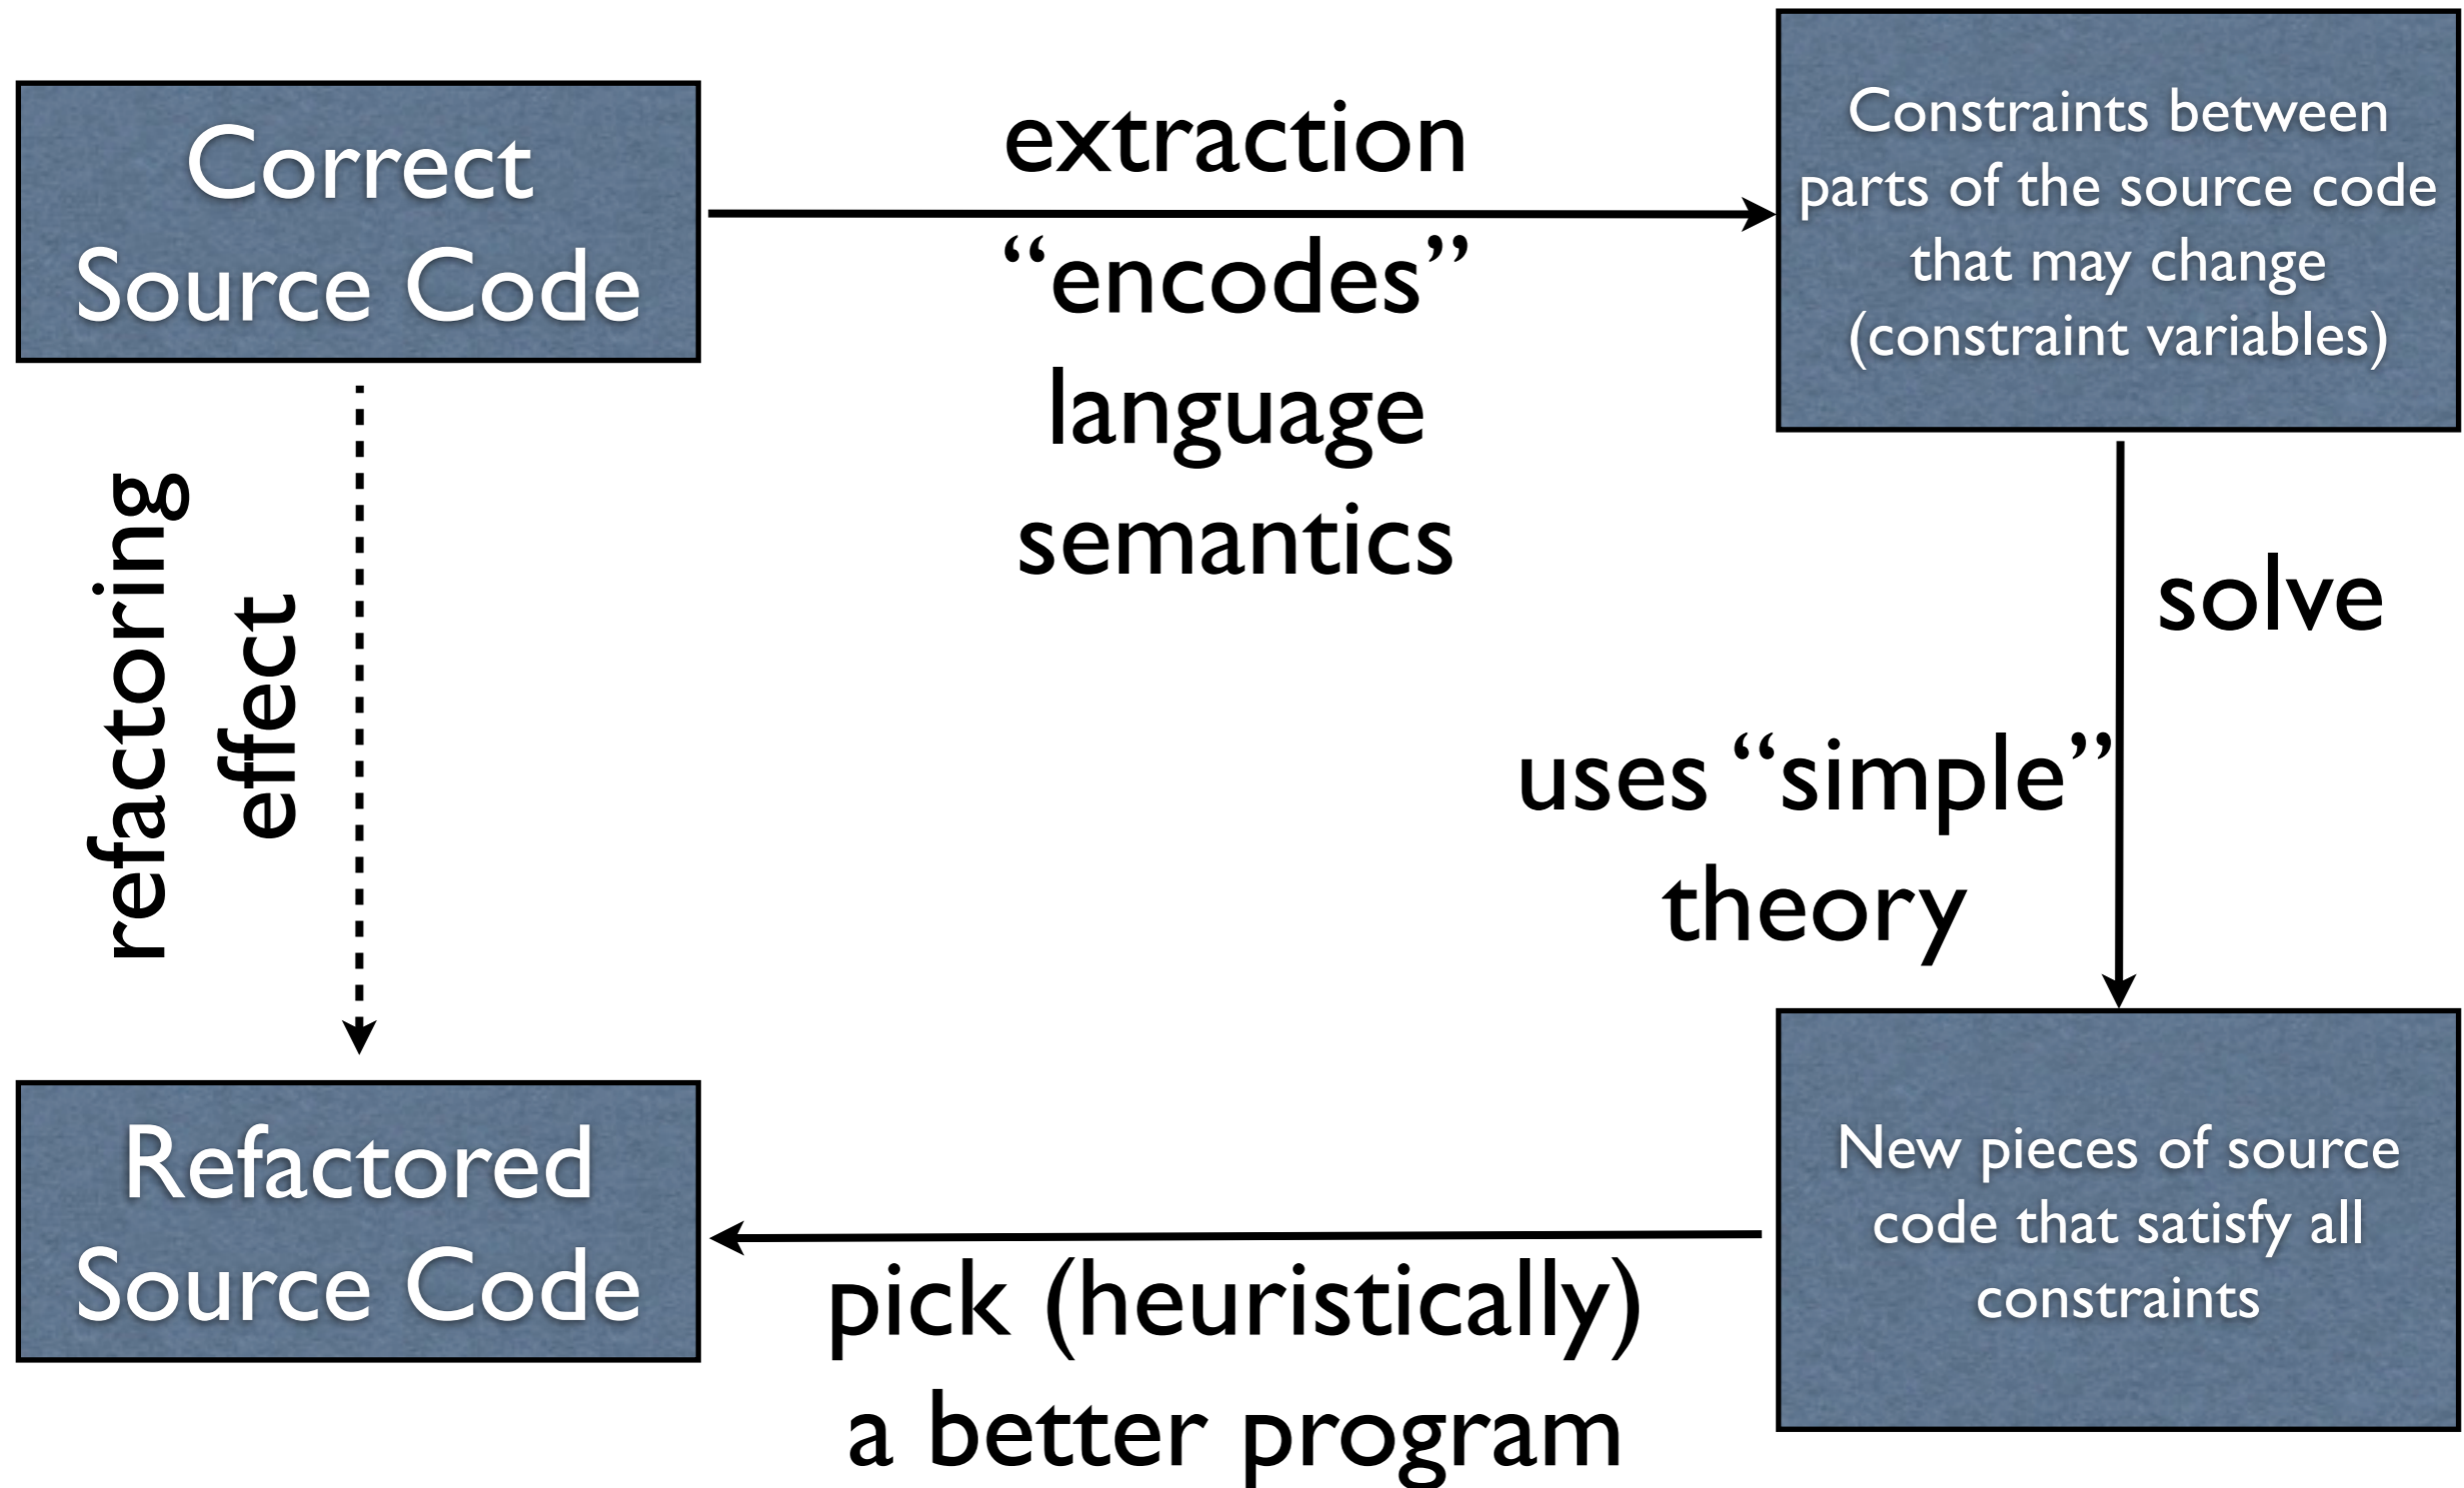 Correct
Source Code
extraction
“encodes”
language
semantics
Constraints between
parts of the source code
that may change
(constraint variables)
refactoring
effect
solve
uses “simple”
theory
Refactored
Source Code
pick (heuristically)
a better program
New pieces of source
code that satisfy all
constraints